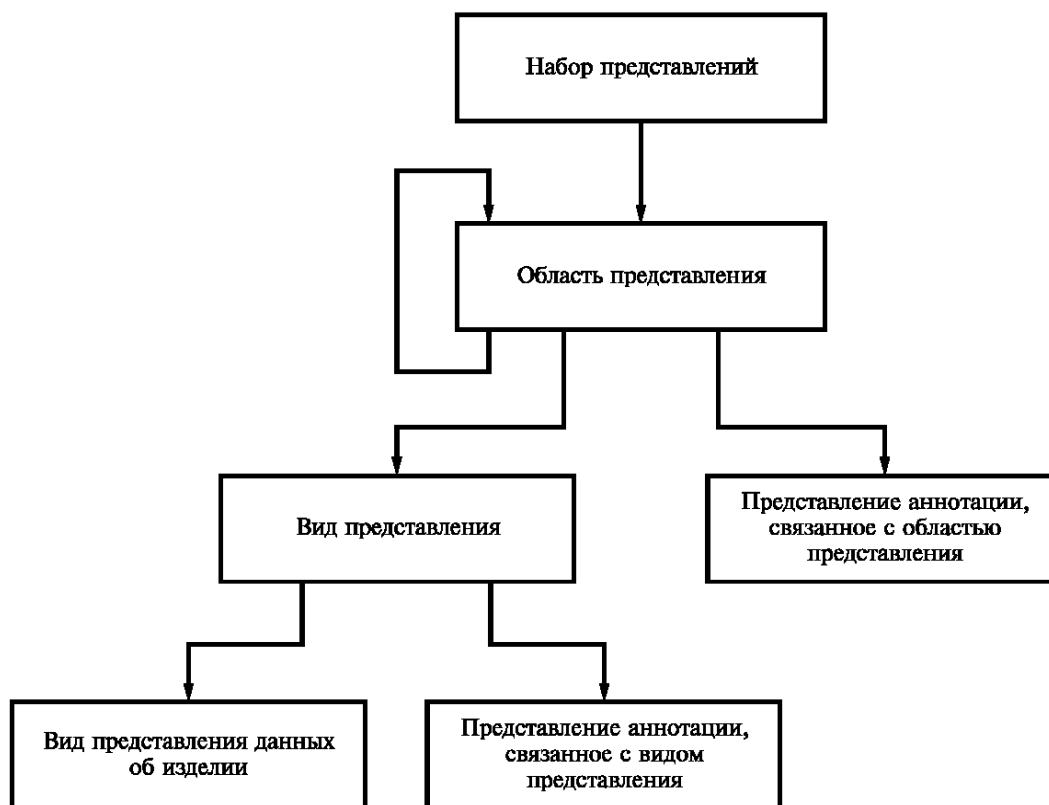 Набор представлений
Область представления
Вид представления
Представление аннотации,
связанное с областью
представления
Вид представления данных
об изделии
Представление аннотации,
связанное с видом
представления